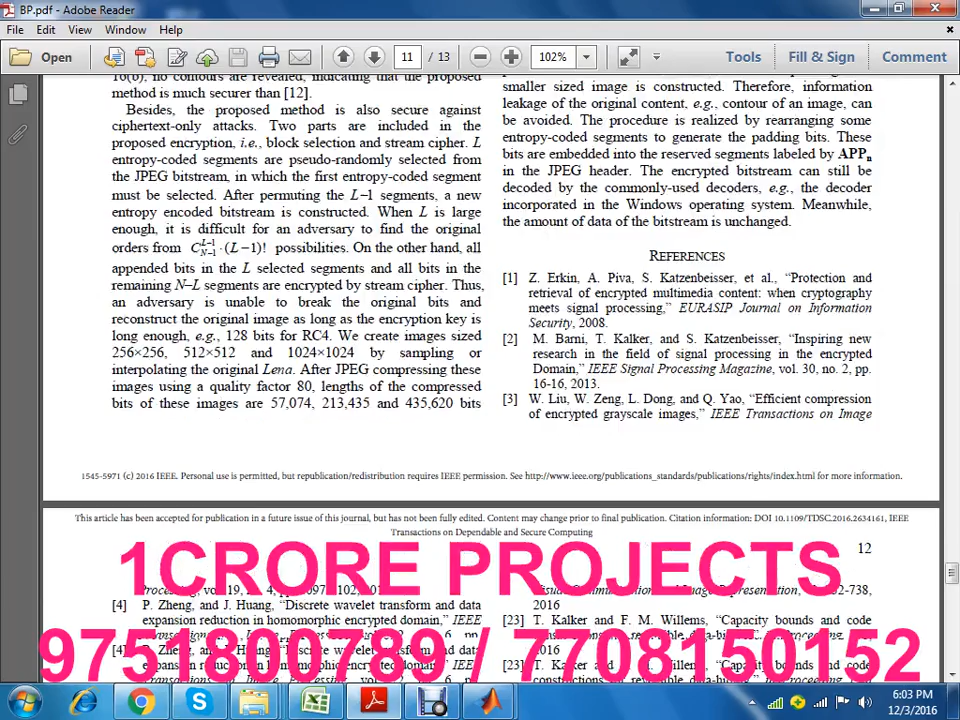 BP.pdf - Adobe Reader
File Edit View Window Help
Open 11 / 13 102% Tools Fill & Sign Comment
10(b), no contours are revealed, indicating that the proposed
method is much securer than [12].
Besides, the proposed method is also secure against
ciphertext-only attacks. Two parts are included in the
proposed encryption, i.e., block selection and stream cipher. L
entropy-coded segments are pseudo-randomly selected from
the JPEG bitstream, in which the first entropy-coded segment
must be selected. After permuting the L−1 segments, a new
entropy encoded bitstream is constructed. When L is large
enough, it is difficult for an adversary to find the original
orders from C_{N-1}^{L-1}·(L−1)! possibilities. On the other hand, all
appended bits in the L selected segments and all bits in the
remaining N–L segments are encrypted by stream cipher. Thus,
an adversary is unable to break the original bits and
reconstruct the original image as long as the encryption key is
long enough, e.g., 128 bits for RC4. We create images sized
256×256, 512×512 and 1024×1024 by sampling or
interpolating the original Lena. After JPEG compressing these
images using a quality factor 80, lengths of the compressed
bits of these images are 57,074, 213,435 and 435,620 bits
smaller sized image is constructed. Therefore, information
leakage of the original content, e.g., contour of an image, can
be avoided. The procedure is realized by rearranging some
entropy-coded segments to generate the padding bits. These
bits are embedded into the reserved segments labeled by APPn
in the JPEG header. The encrypted bitstream can still be
decoded by the commonly-used decoders, e.g., the decoder
incorporated in the Windows operating system. Meanwhile,
the amount of data of the bitstream is unchanged.
REFERENCES
[1] Z. Erkin, A. Piva, S. Katzenbeisser, et al., “Protection and
retrieval of encrypted multimedia content: when cryptography
meets signal processing,” EURASIP Journal on Information
Security, 2008.
[2] M. Barni, T. Kalker, and S. Katzenbeisser, “Inspiring new
research in the field of signal processing in the encrypted
Domain,” IEEE Signal Processing Magazine, vol. 30, no. 2, pp.
16-16, 2013.
[3] W. Liu, W. Zeng, L. Dong, and Q. Yao, “Efficient compression
of encrypted grayscale images,” IEEE Transactions on Image
1545-5971 (c) 2016 IEEE. Personal use is permitted, but republication/redistribution requires IEEE permission. See http://www.ieee.org/publications_standards/publications/rights/index.html for more information.
This article has been accepted for publication in a future issue of this journal, but has not been fully edited. Content may change prior to final publication. Citation information: DOI 10.1109/TDSC.2016.2634161, IEEE
Transactions on Dependable and Secure Computing
12
1CRORE PROJECTS
Processing, vol. 19, no. 4, pp.
[4] P. Zheng, and J. Huang, “Discrete wavelet transform and data
expansion reduction in homomorphic encrypted domain,” IEEE
2016
[23] T. Kalker and F. M. Willems, “Capacity bounds and code
9751800789 / 7708150152
6:03 PM
12/3/2016